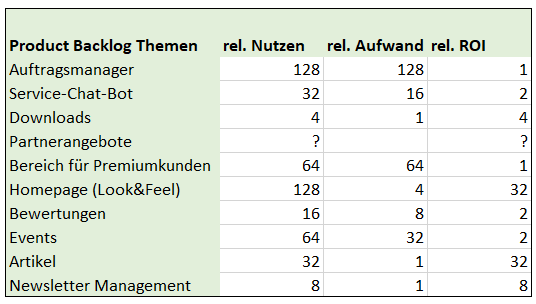 Product Backlog Themen rel. Nutzen rel. Aufwand rel. ROI
Auftragsmanager 128 128 1
Service-Chat-Bot 32 16 2
Downloads 4 1 4
Partnerangebote ? ?
Bereich für Premiumkunden 64 64 1
Homepage (Look&Feel) 128 4 32
Bewertungen 16 8 2
Events 64 32 2
Artikel 32 1 32
Newsletter Management 8 1 8